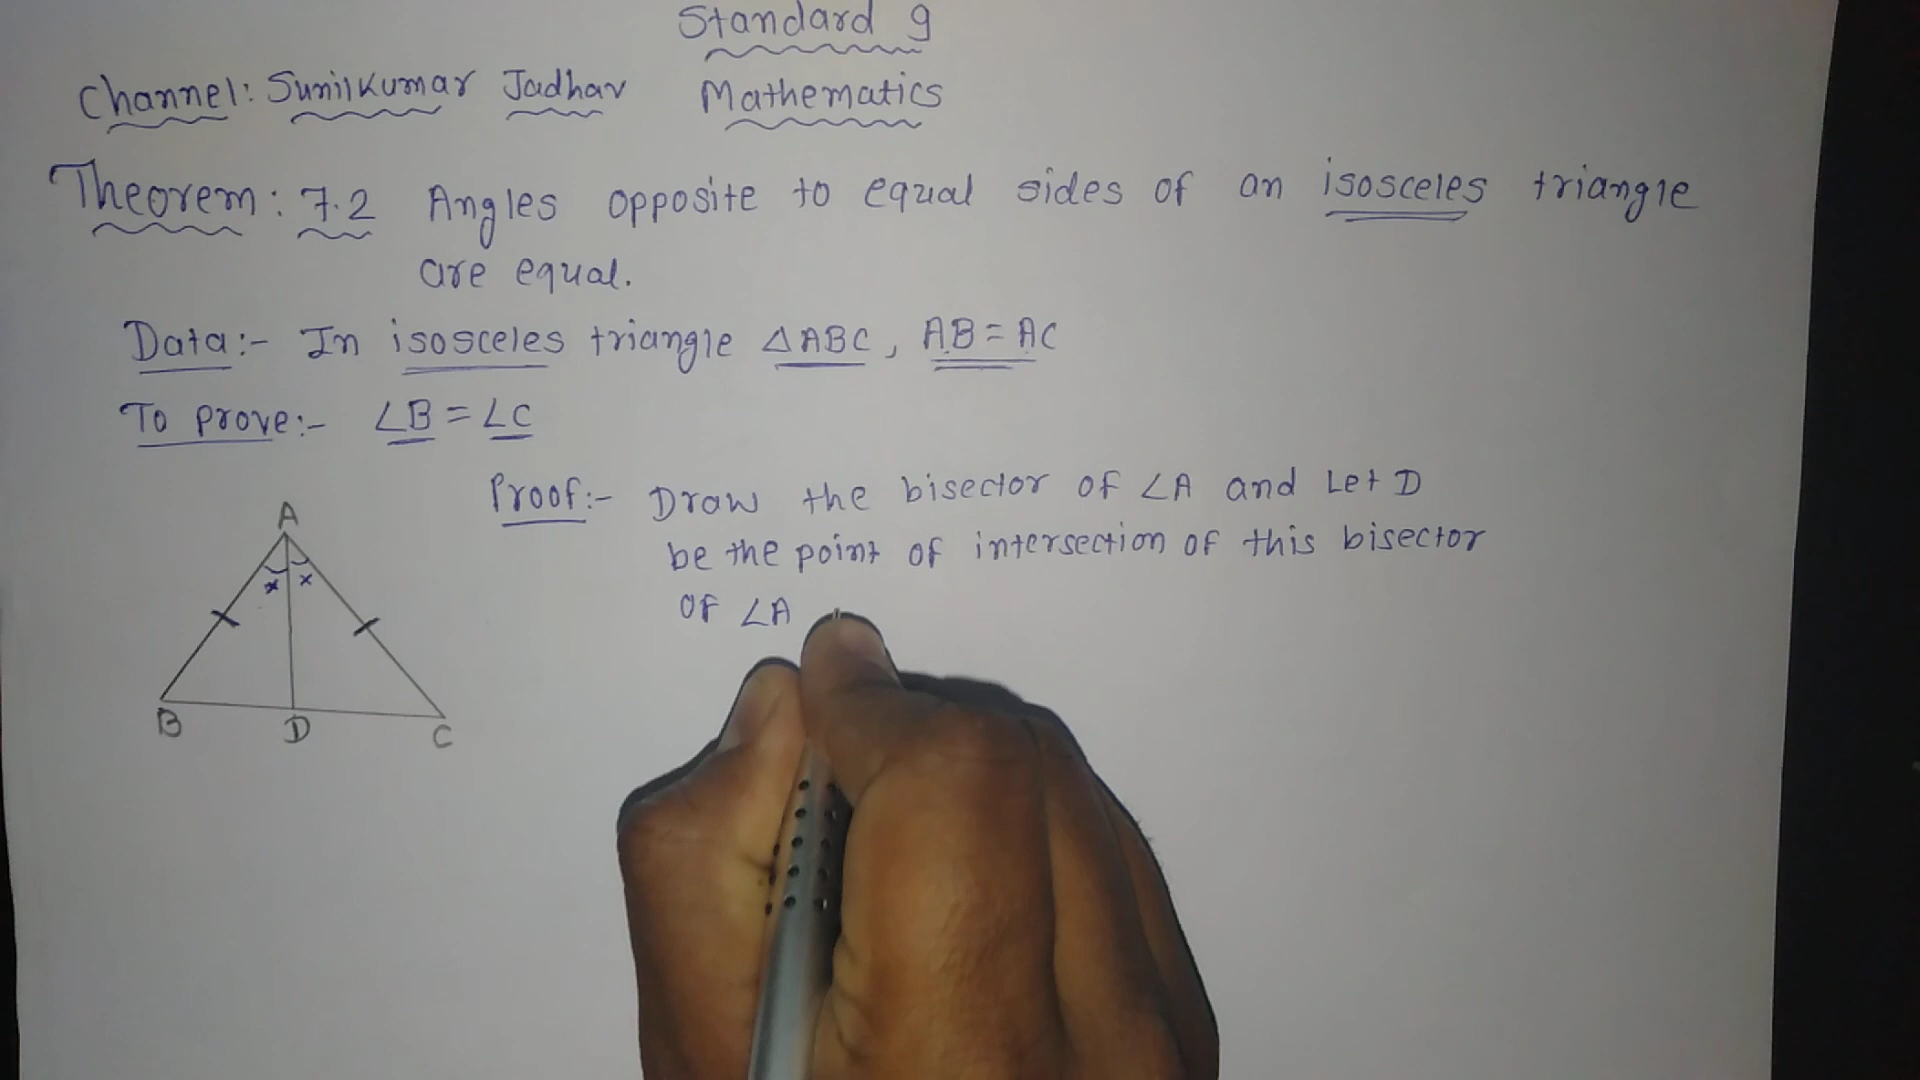 Standard 9
Channel: Sunilkumar Jadhav Mathematics
Theorem: 7.2 Angles opposite to equal sides of an isosceles triangle
are equal.
Data:- In isosceles triangle △ABC, AB = AC
To prove:- ∠B = ∠C
Proof:- Draw the bisector of ∠A and Let D
be the point of intersection of this bisector
of ∠A
A
x x
B D C